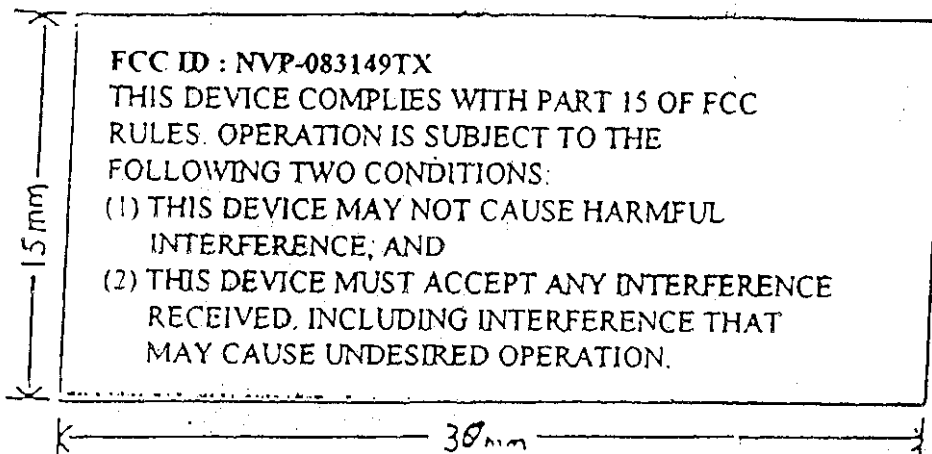 FCC ID : NVP-083149TX
THIS DEVICE COMPLIES WITH PART 15 OF FCC
RULES. OPERATION IS SUBJECT TO THE
FOLLOWING TWO CONDITIONS:
(1) THIS DEVICE MAY NOT CAUSE HARMFUL
INTERFERENCE, AND
(2) THIS DEVICE MUST ACCEPT ANY INTERFERENCE
RECEIVED, INCLUDING INTERFERENCE THAT
MAY CAUSE UNDESIRED OPERATION.
15mm
mm